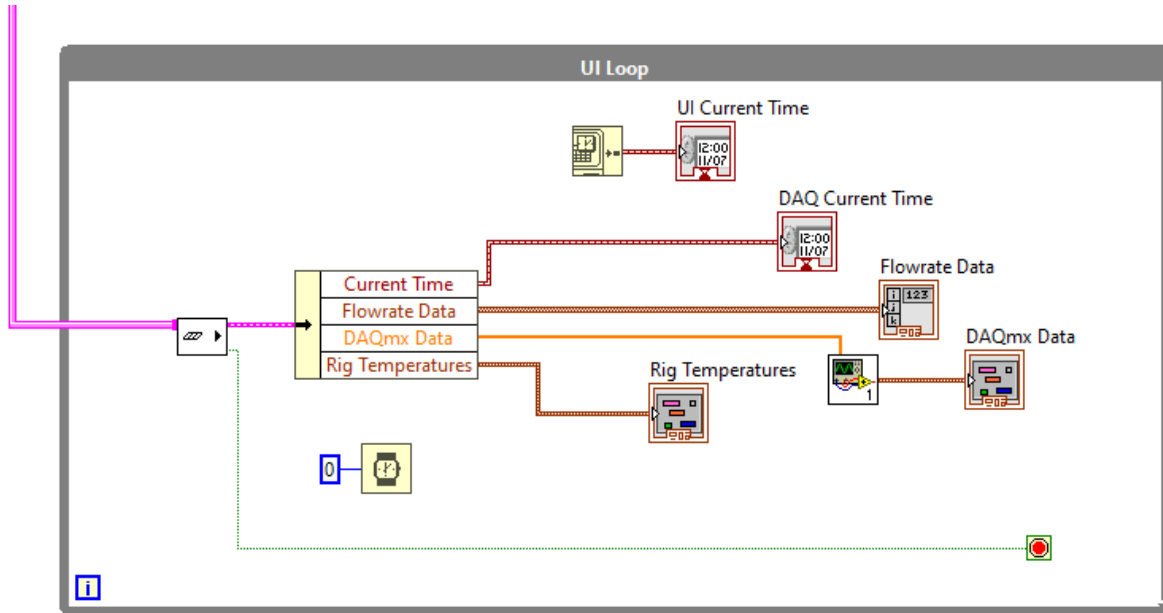 UI Loop
UI Current Time
12:00
11/07
DAQ Current Time
12:00
11/07
Current Time
Flowrate Data
DAQmx Data
Rig Temperatures
Flowrate Data
i 123
j
k
DAQmx Data
1
Rig Temperatures
0
i